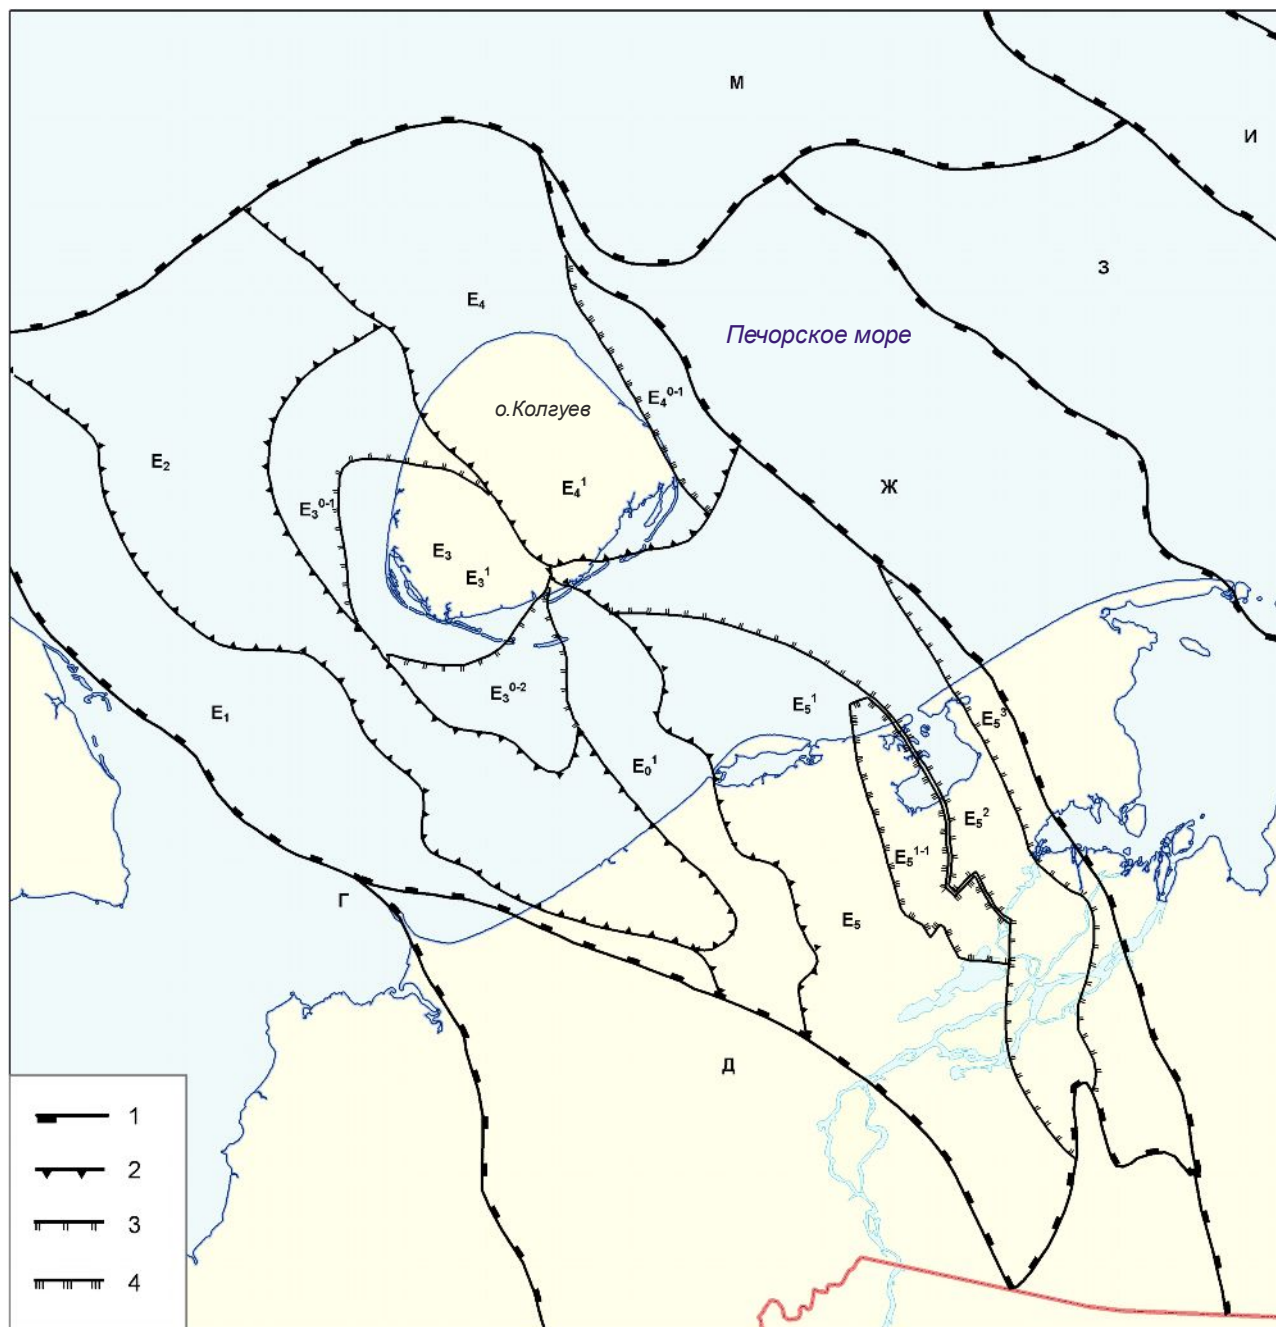 М
И
З
Е₄
Печорское море
Е₄⁰⁻¹
о.Колгуев
Е₂
Е₄¹
Ж
Е₃⁰⁻¹
Е₃
Е₃¹
Е₃⁰⁻²
Е₅¹
Е₅³
Е₁
Е₀¹
Е₅²
Е₅¹⁻¹
Г
Е₅
Д
1
2
3
4